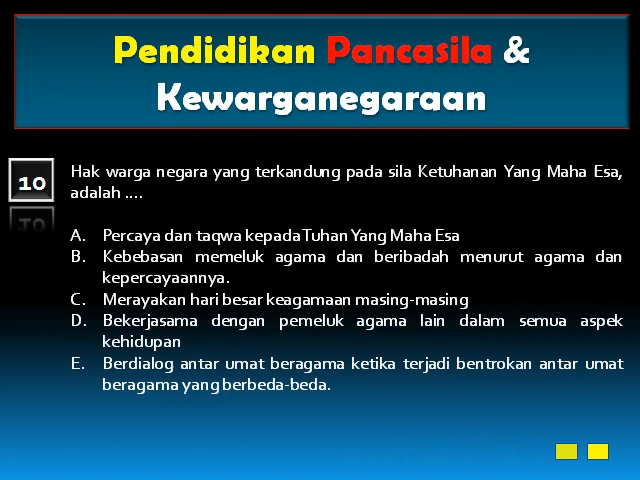 Pendidikan Pancasila &
Kewarganegaraan
10
Hak warga negara yang terkandung pada sila Ketuhanan Yang Maha Esa,
adalah ....
A. Percaya dan taqwa kepada Tuhan Yang Maha Esa
B. Kebebasan memeluk agama dan beribadah menurut agama dan
kepercayaannya.
C. Merayakan hari besar keagamaan masing-masing
D. Bekerjasama dengan pemeluk agama lain dalam semua aspek
kehidupan
E. Berdialog antar umat beragama ketika terjadi bentrokan antar umat
beragama yang berbeda-beda.